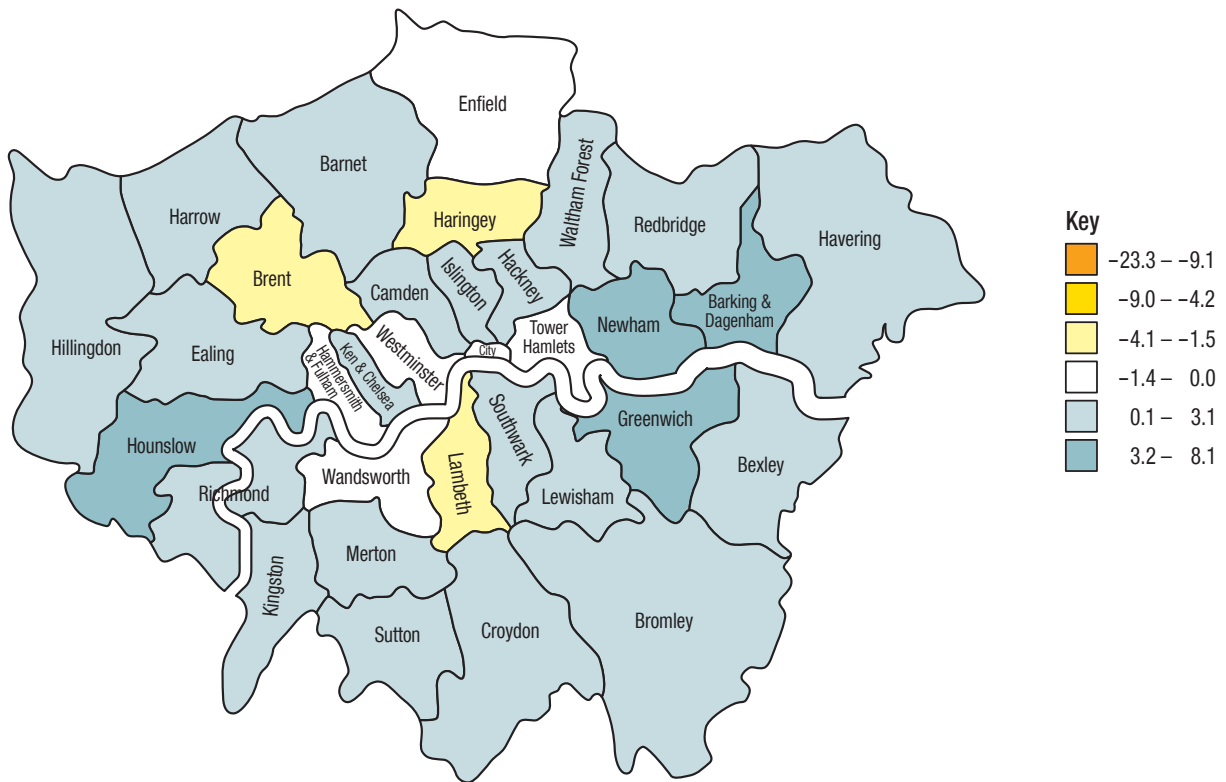 Enfield
Barnet
Harrow
Haringey
Waltham Forest
Redbridge
Havering
Brent
Camden
Islington
Hackney
Newham
Barking &
Dagenham
Hillingdon
Ealing
Hammersmith
& Fulham
Ken & Chelsea
Westminster
City
Tower
Hamlets
Hounslow
Richmond
Wandsworth
Lambeth
Southwark
Lewisham
Greenwich
Bexley
Kingston
Merton
Sutton
Croydon
Bromley
Key
−23.3 – −9.1
−9.0 – −4.2
−4.1 – −1.5
−1.4 – 0.0
0.1 – 3.1
3.2 – 8.1